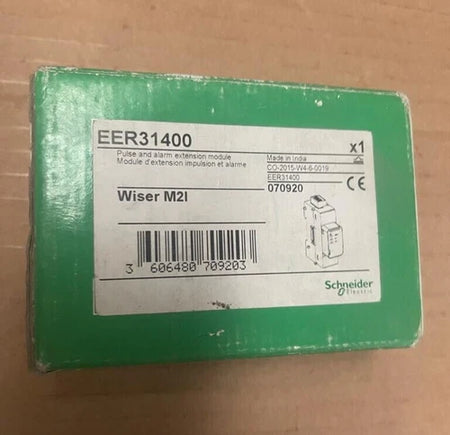 EER31400
x1
Pulse and alarm extension module
Module d'extension impulsion et alarme
Made in India
CO-2015-W4-6-0019
EER31400
070920
CE
Wiser M2I
3 606480 709203
Schneider
Electric